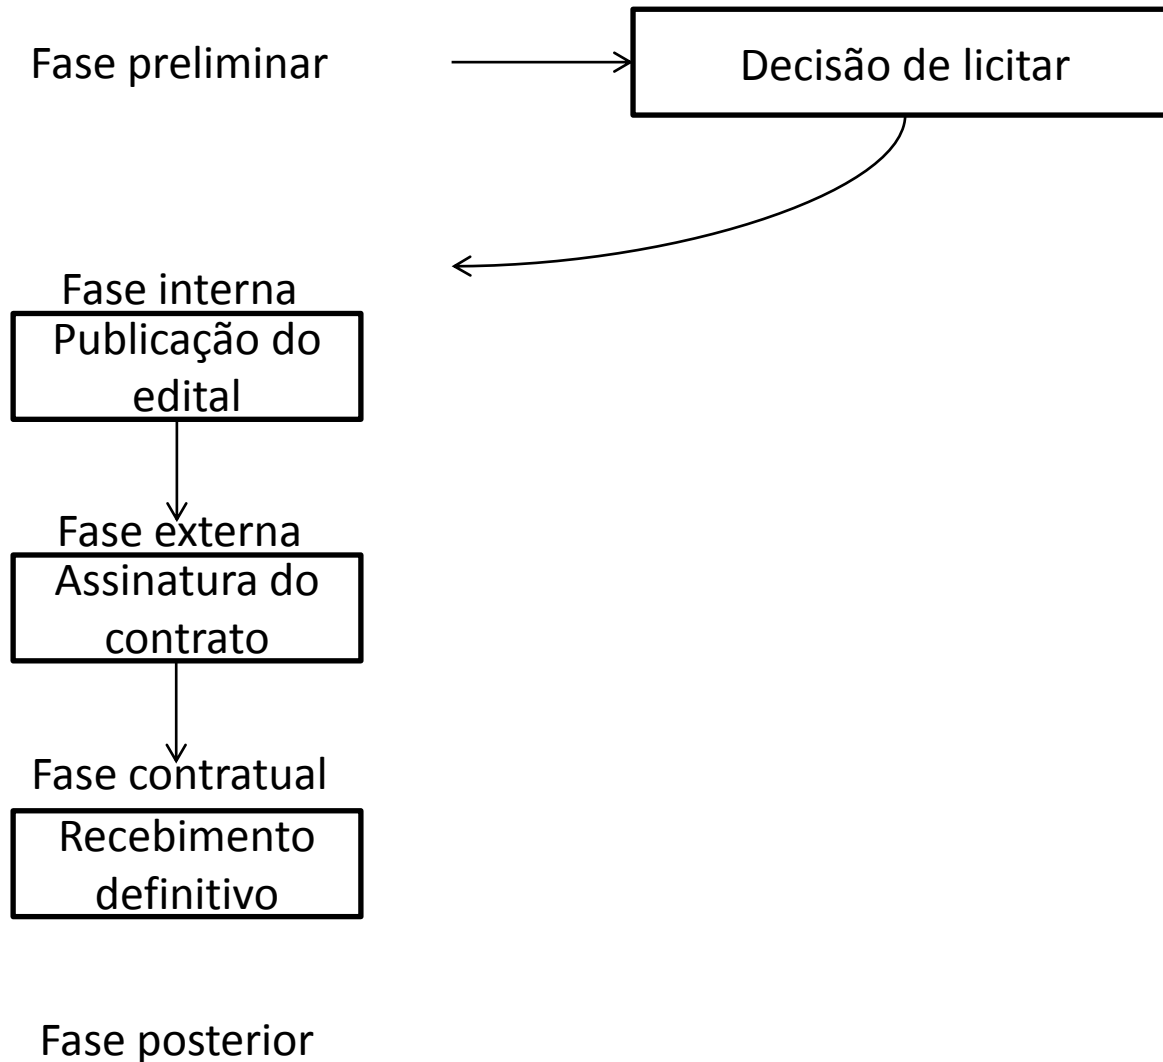 Fase preliminar
Decisão de licitar
Fase interna
Publicação do
edital
Fase externa
Assinatura do
contrato
Fase contratual
Recebimento
definitivo
Fase posterior